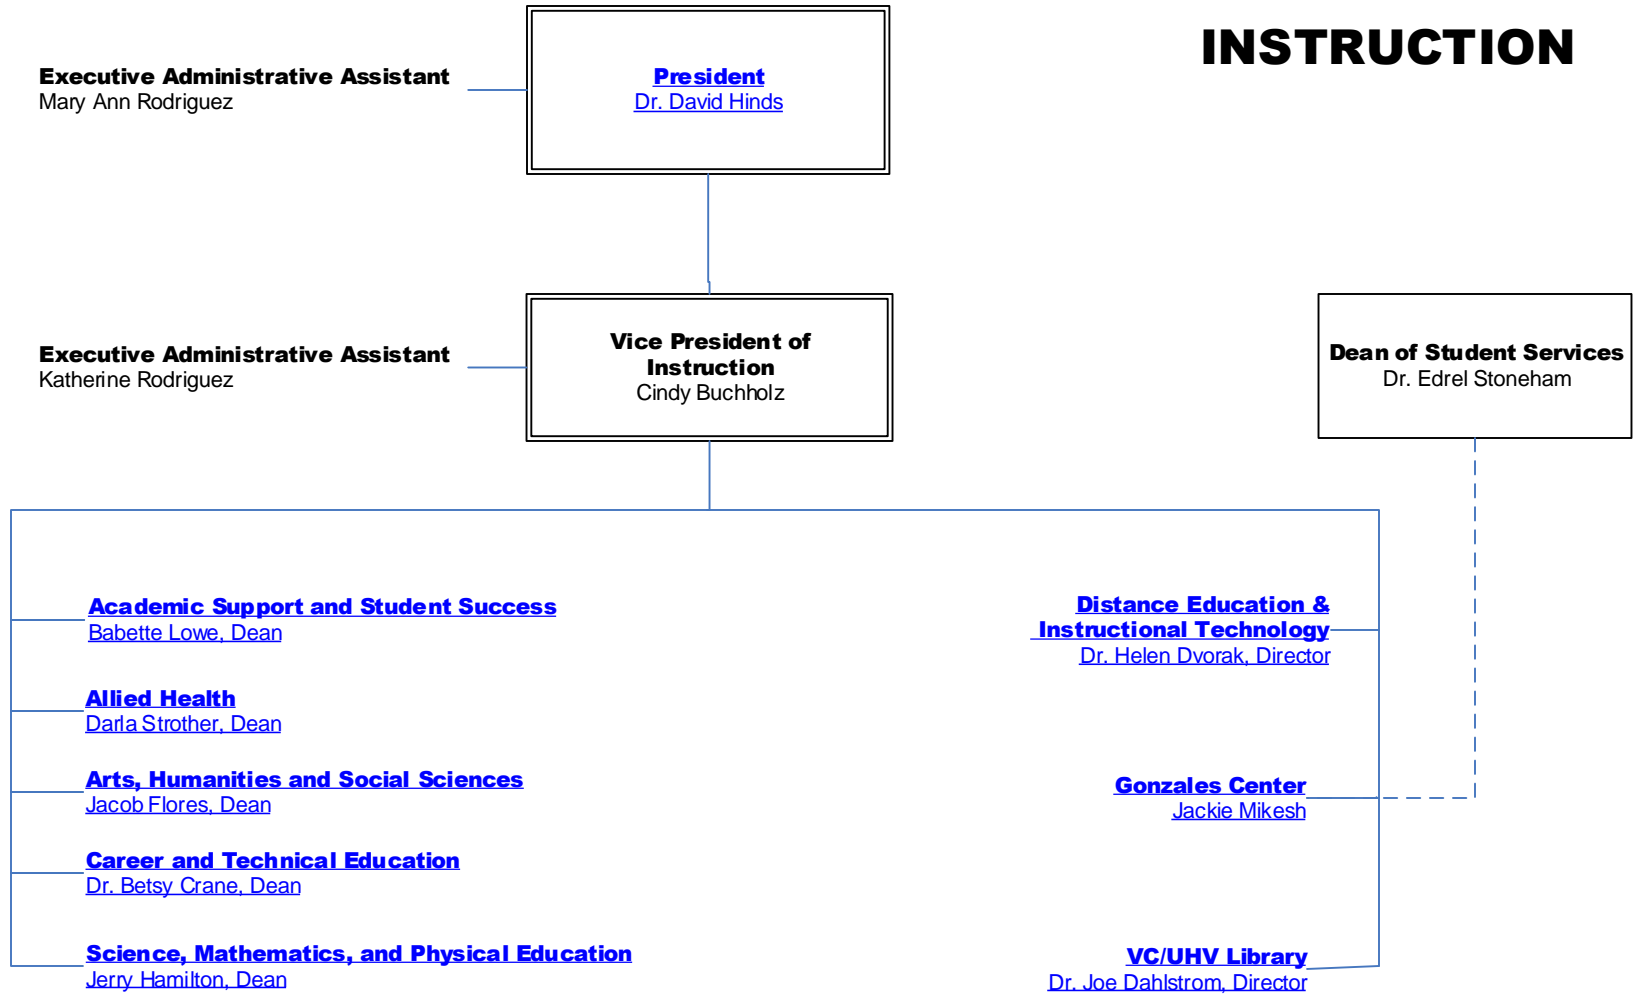 INSTRUCTION
Executive Administrative Assistant
Mary Ann Rodriguez
President
Dr. David Hinds
Executive Administrative Assistant
Katherine Rodriguez
Vice President of
Instruction
Cindy Buchholz
Dean of Student Services
Dr. Edrel Stoneham
Academic Support and Student Success
Babette Lowe, Dean
Allied Health
Darla Strother, Dean
Arts, Humanities and Social Sciences
Jacob Flores, Dean
Career and Technical Education
Dr. Betsy Crane, Dean
Science, Mathematics, and Physical Education
Jerry Hamilton, Dean
Distance Education &
Instructional Technology
Dr. Helen Dvorak, Director
Gonzales Center
Jackie Mikesh
VC/UHV Library
Dr. Joe Dahlstrom, Director